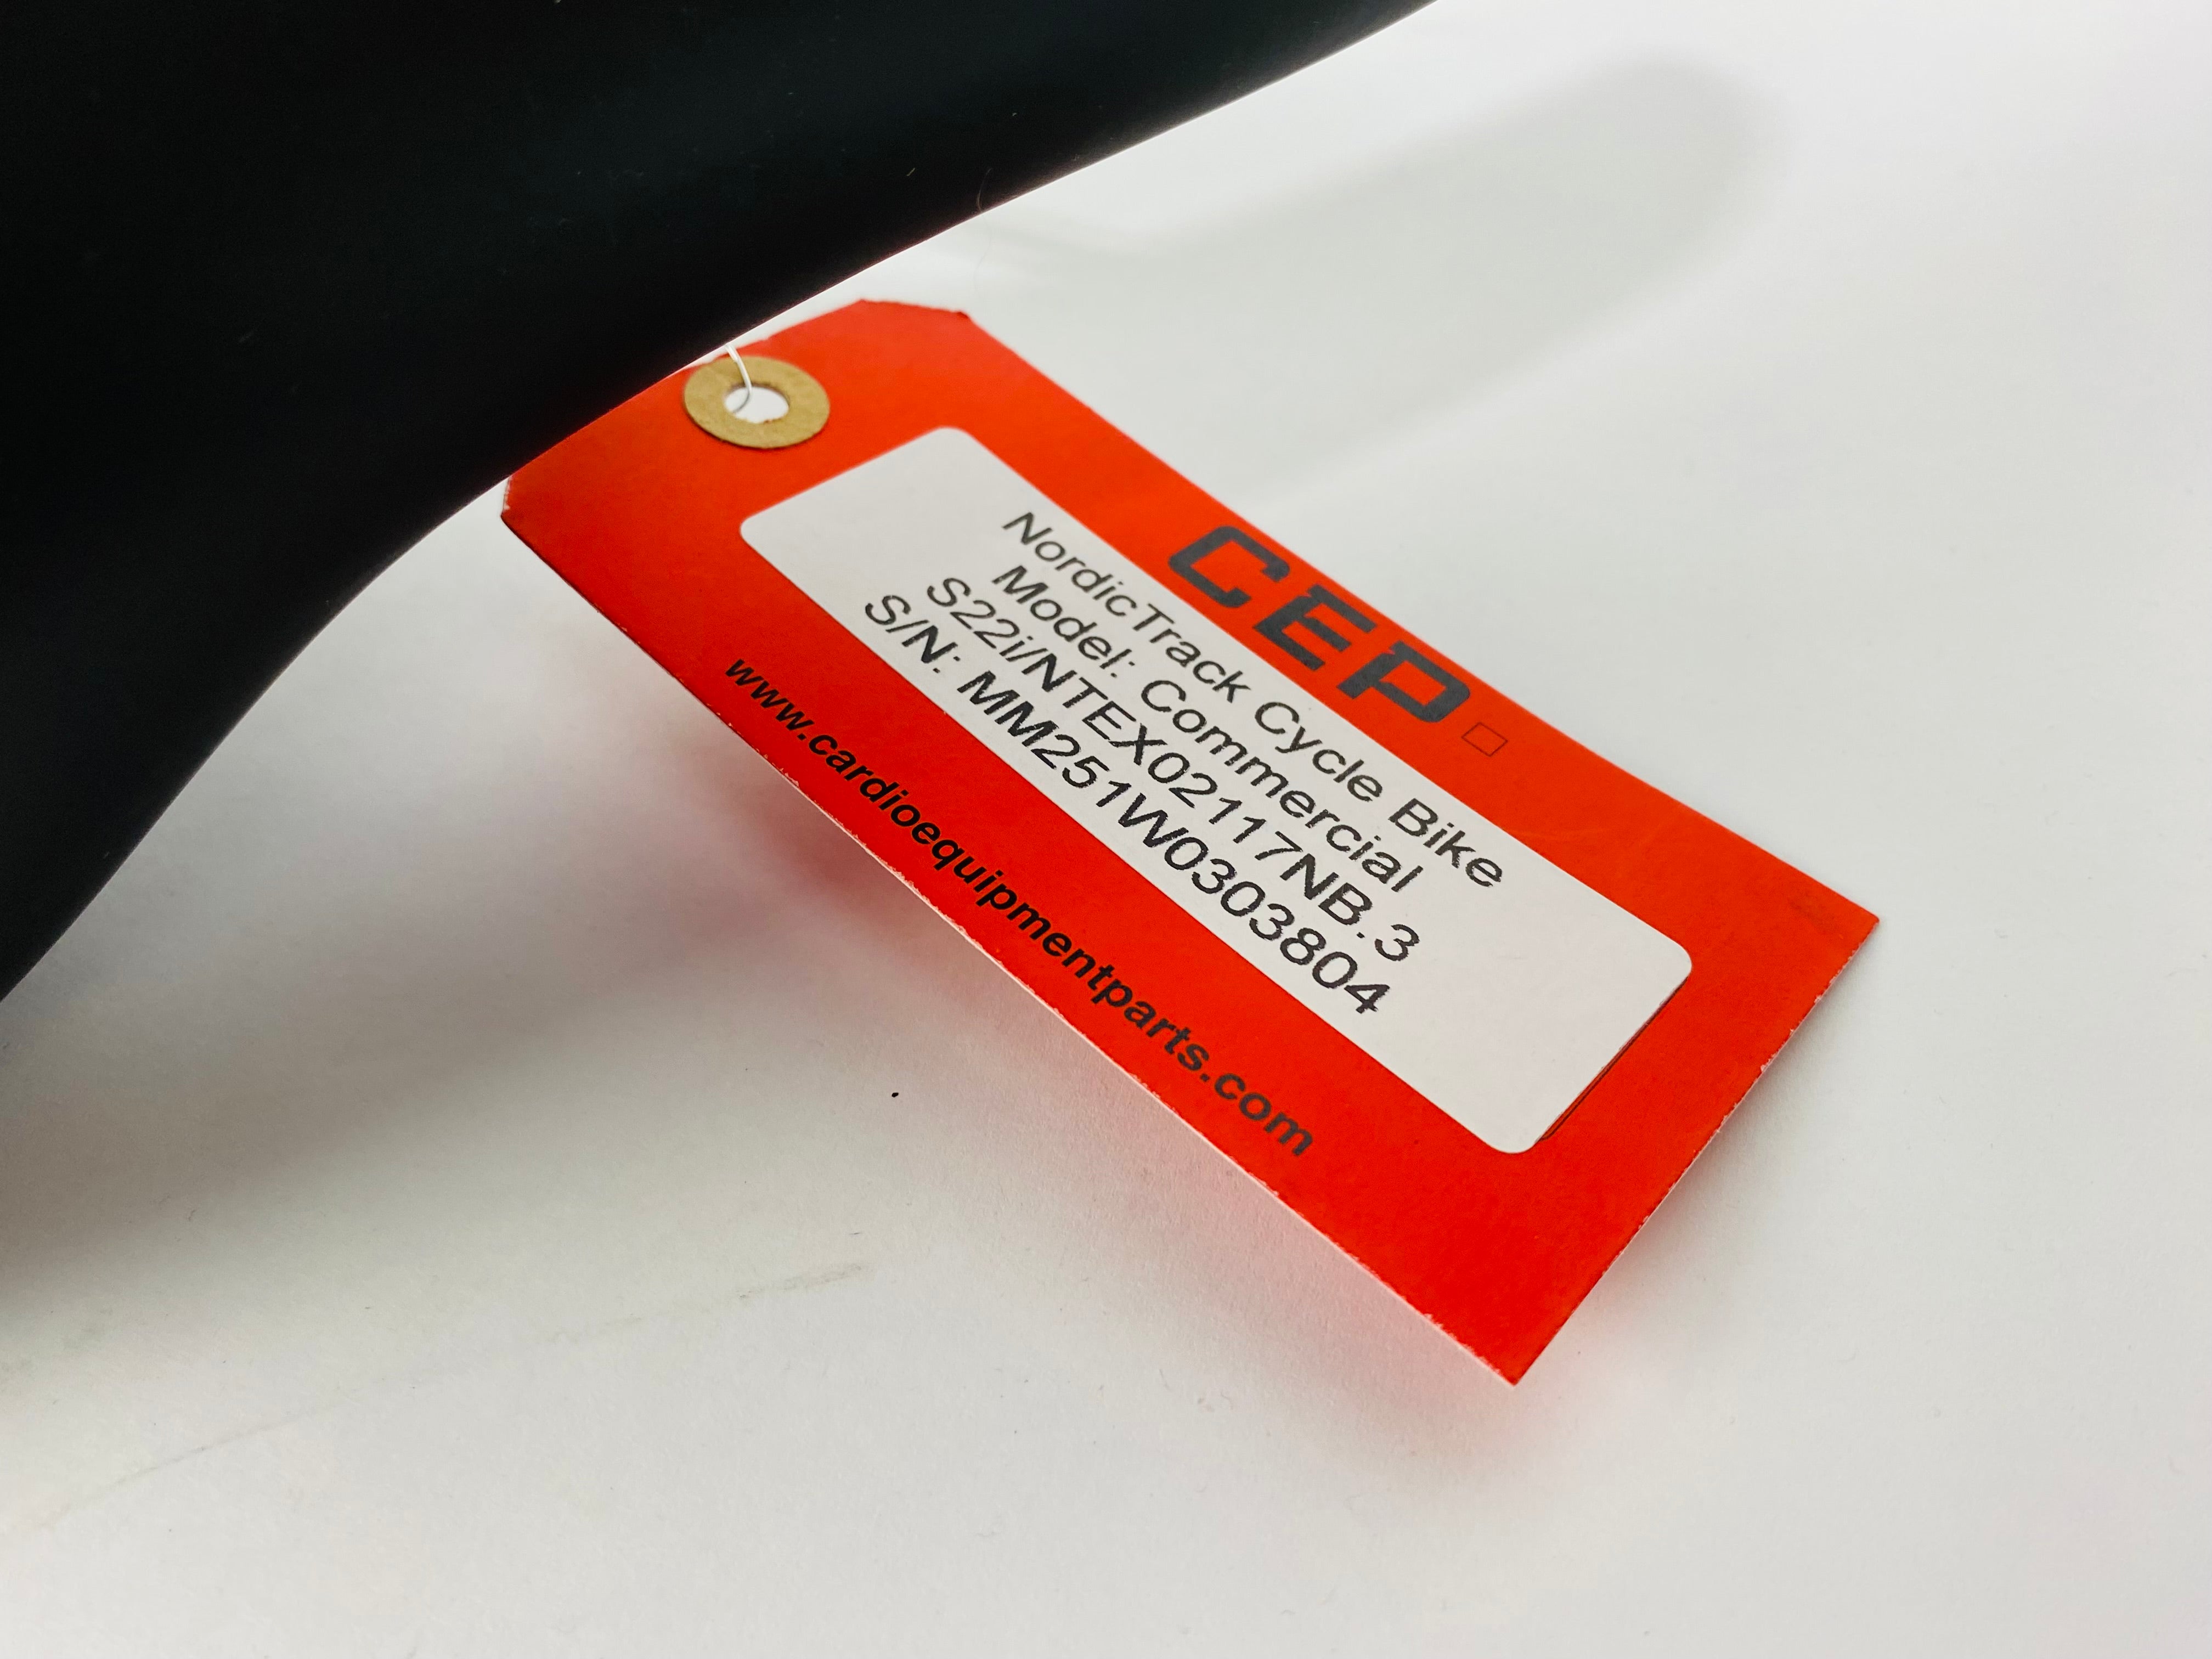 CEP
NordicTrack Cycle Bike
Model: Commercial
S22i/NTEX02117NB.3
S/N: MM251W0303804
www.cardioequipmentparts.com